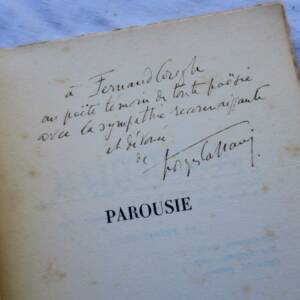 à Fernand Gregh
au poète témoin de toute poésie
avec la sympathie reconnaissante
et dévouée
de
PAROUSIE